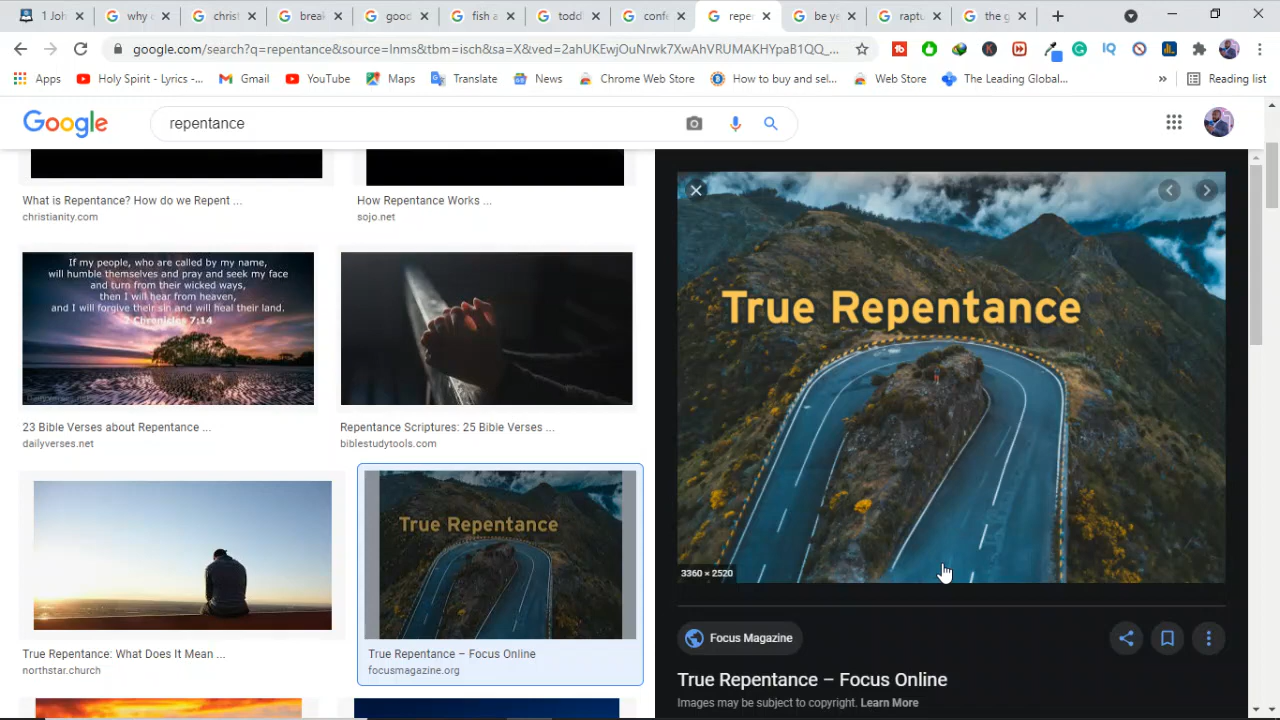 1 Joh
why c
christ
break
good
fish a
toddl
confe
repen
be ye
raptu
the g
google.com/search?q=repentance&source=lnms&tbm=isch&sa=X&ved=2ahUKEwjOuNrwk7XwAhVRUMAKHYpaB1QQ_...
Apps
Holy Spirit - Lyrics -...
Gmail
YouTube
Maps
Translate
News
Chrome Web Store
How to buy and sel...
Web Store
The Leading Global...
»
Reading list
Google
repentance
What is Repentance? How do we Repent ...
christianity.com
How Repentance Works ...
sojo.net
If my people, who are called by my name,
will humble themselves and pray and seek my face
and turn from their wicked ways,
then I will hear from heaven,
and I will forgive their sin and will heal their land.
2 Chronicles 7:14
23 Bible Verses about Repentance ...
dailyverses.net
Repentance Scriptures: 25 Bible Verses ...
biblestudytools.com
True Repentance: What Does It Mean ...
northstar.church
True Repentance
True Repentance – Focus Online
focusmagazine.org
True Repentance
3360 × 2520
Focus Magazine
True Repentance – Focus Online
Images may be subject to copyright. Learn More